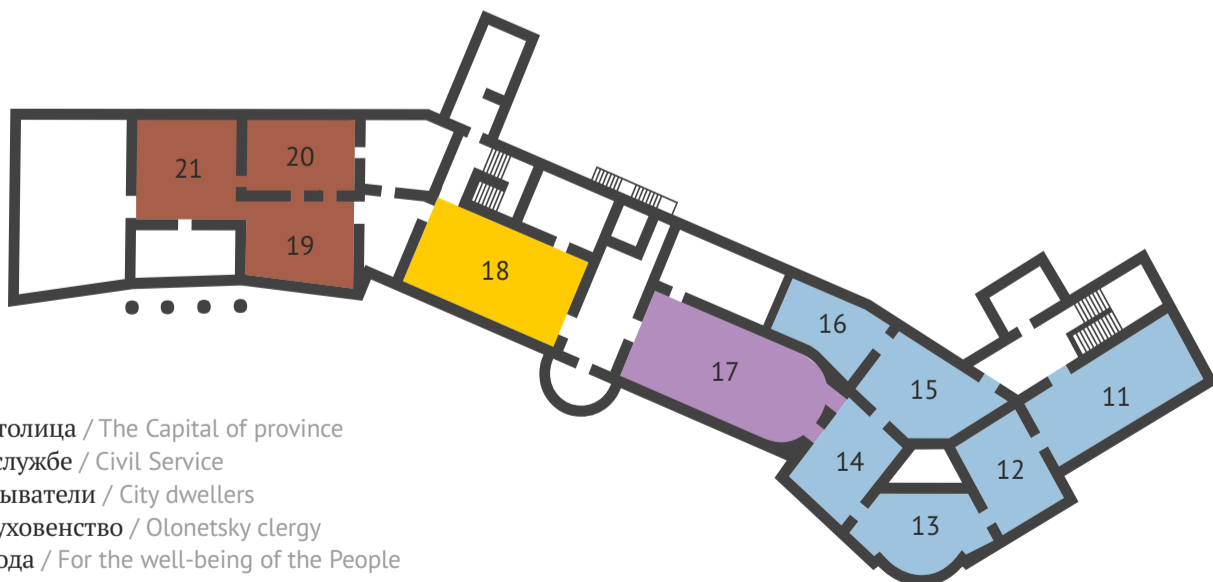 21
20
19
18
17
16
15
14
13
12
11
толица / The Capital of province
службе / Civil Service
ыватели / City dwellers
уховенство / Olonetsky clergy
ода / For the well-being of the People